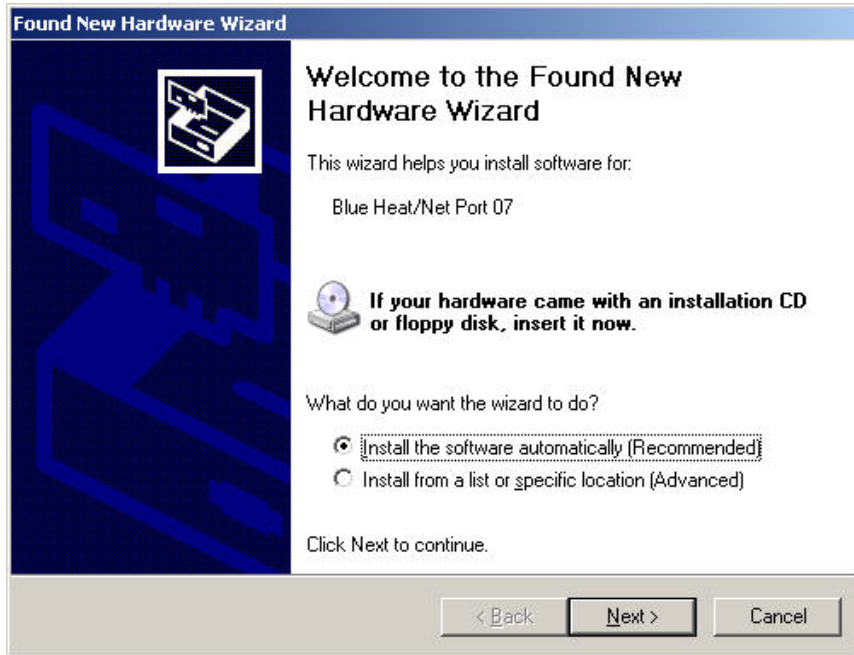 Found New Hardware Wizard
Welcome to the Found New
Hardware Wizard
This wizard helps you install software for:
Blue Heat/Net Port 07
If your hardware came with an installation CD
or floppy disk, insert it now.
What do you want the wizard to do?
Install the software automatically (Recommended)
Install from a list or specific location (Advanced)
Click Next to continue.
< Back
Next >
Cancel